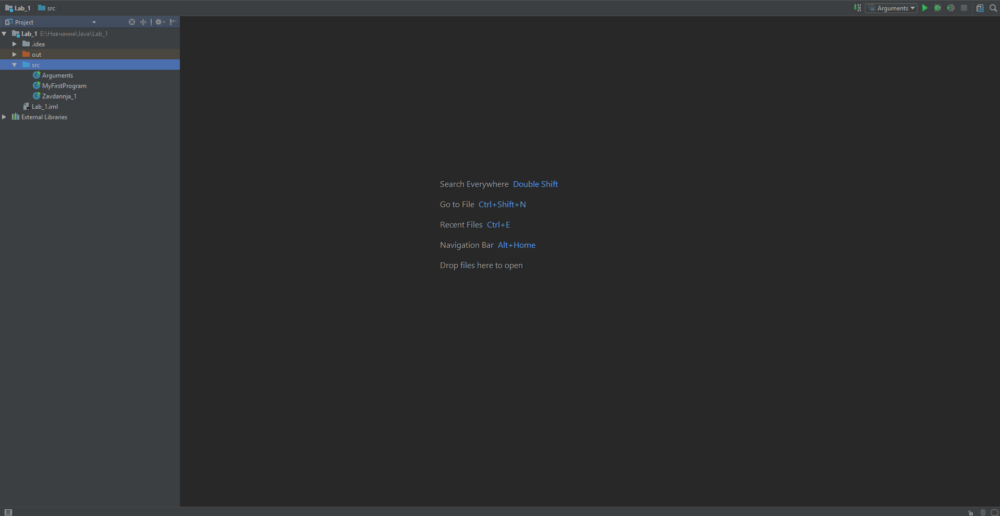 Lab_1 src
Arguments
Project
Lab_1 E:\Навчання\Java\Lab_1
.idea
out
src
Arguments
MyFirstProgram
Zavdannja_1
Lab_1.iml
External Libraries
Search Everywhere Double Shift
Go to File Ctrl+Shift+N
Recent Files Ctrl+E
Navigation Bar Alt+Home
Drop files here to open